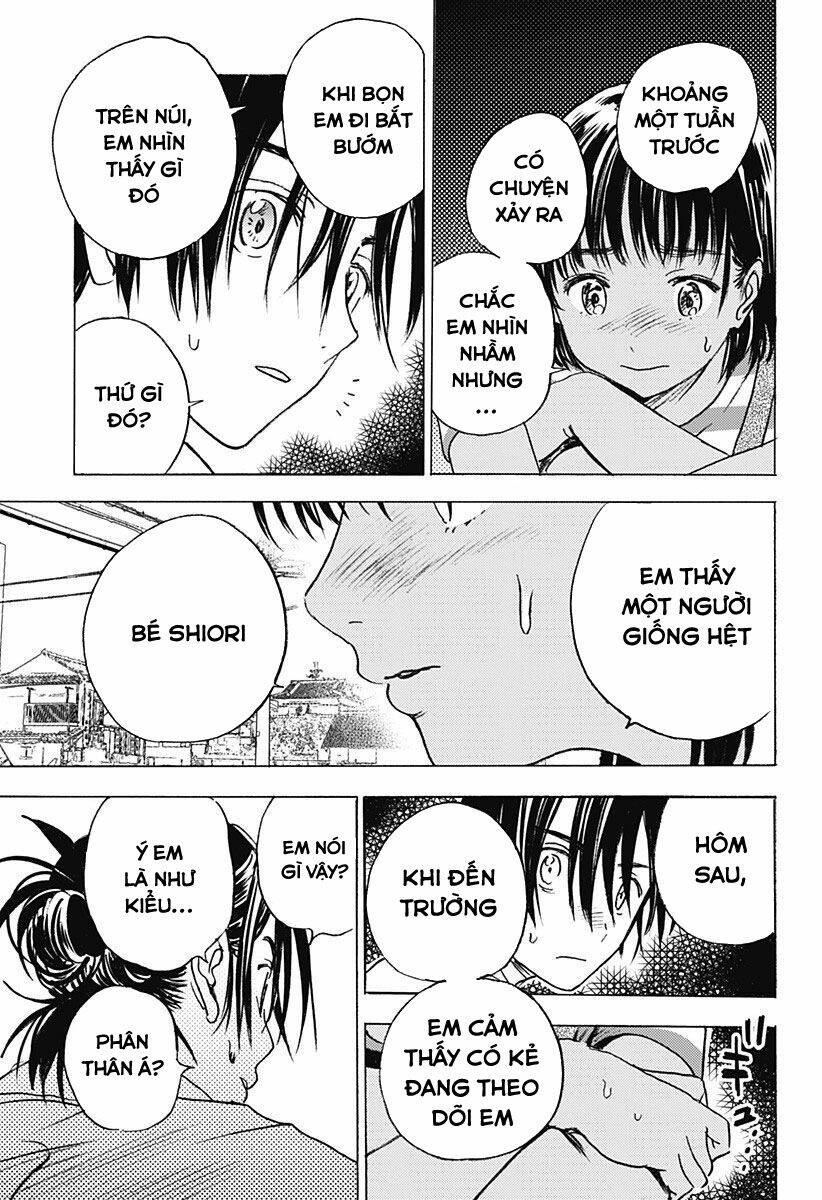 KHOẢNG
MỘT TUẦN
TRƯỚC
CÓ
CHUYỆN
XẢY RA
CHẮC
EM NHÌN
NHẦM
NHƯNG
...
KHI BỌN
EM ĐI BẮT
BƯỚM
TRÊN NÚI,
EM NHÌN
THẤY GÌ
ĐÓ
THỨ GÌ
ĐÓ?
EM THẤY
MỘT NGƯỜI
GIỐNG HỆT
BÉ SHIORI
HÔM
SAU,
KHI ĐẾN
TRƯỜNG
EM CẢM
THẤY CÓ KẺ
ĐANG THEO
DÕI EM
ギュッ
EM NÓI
GÌ VẬY?
Ý EM
LÀ NHƯ
KIỂU...
PHÂN
THÂN Á?